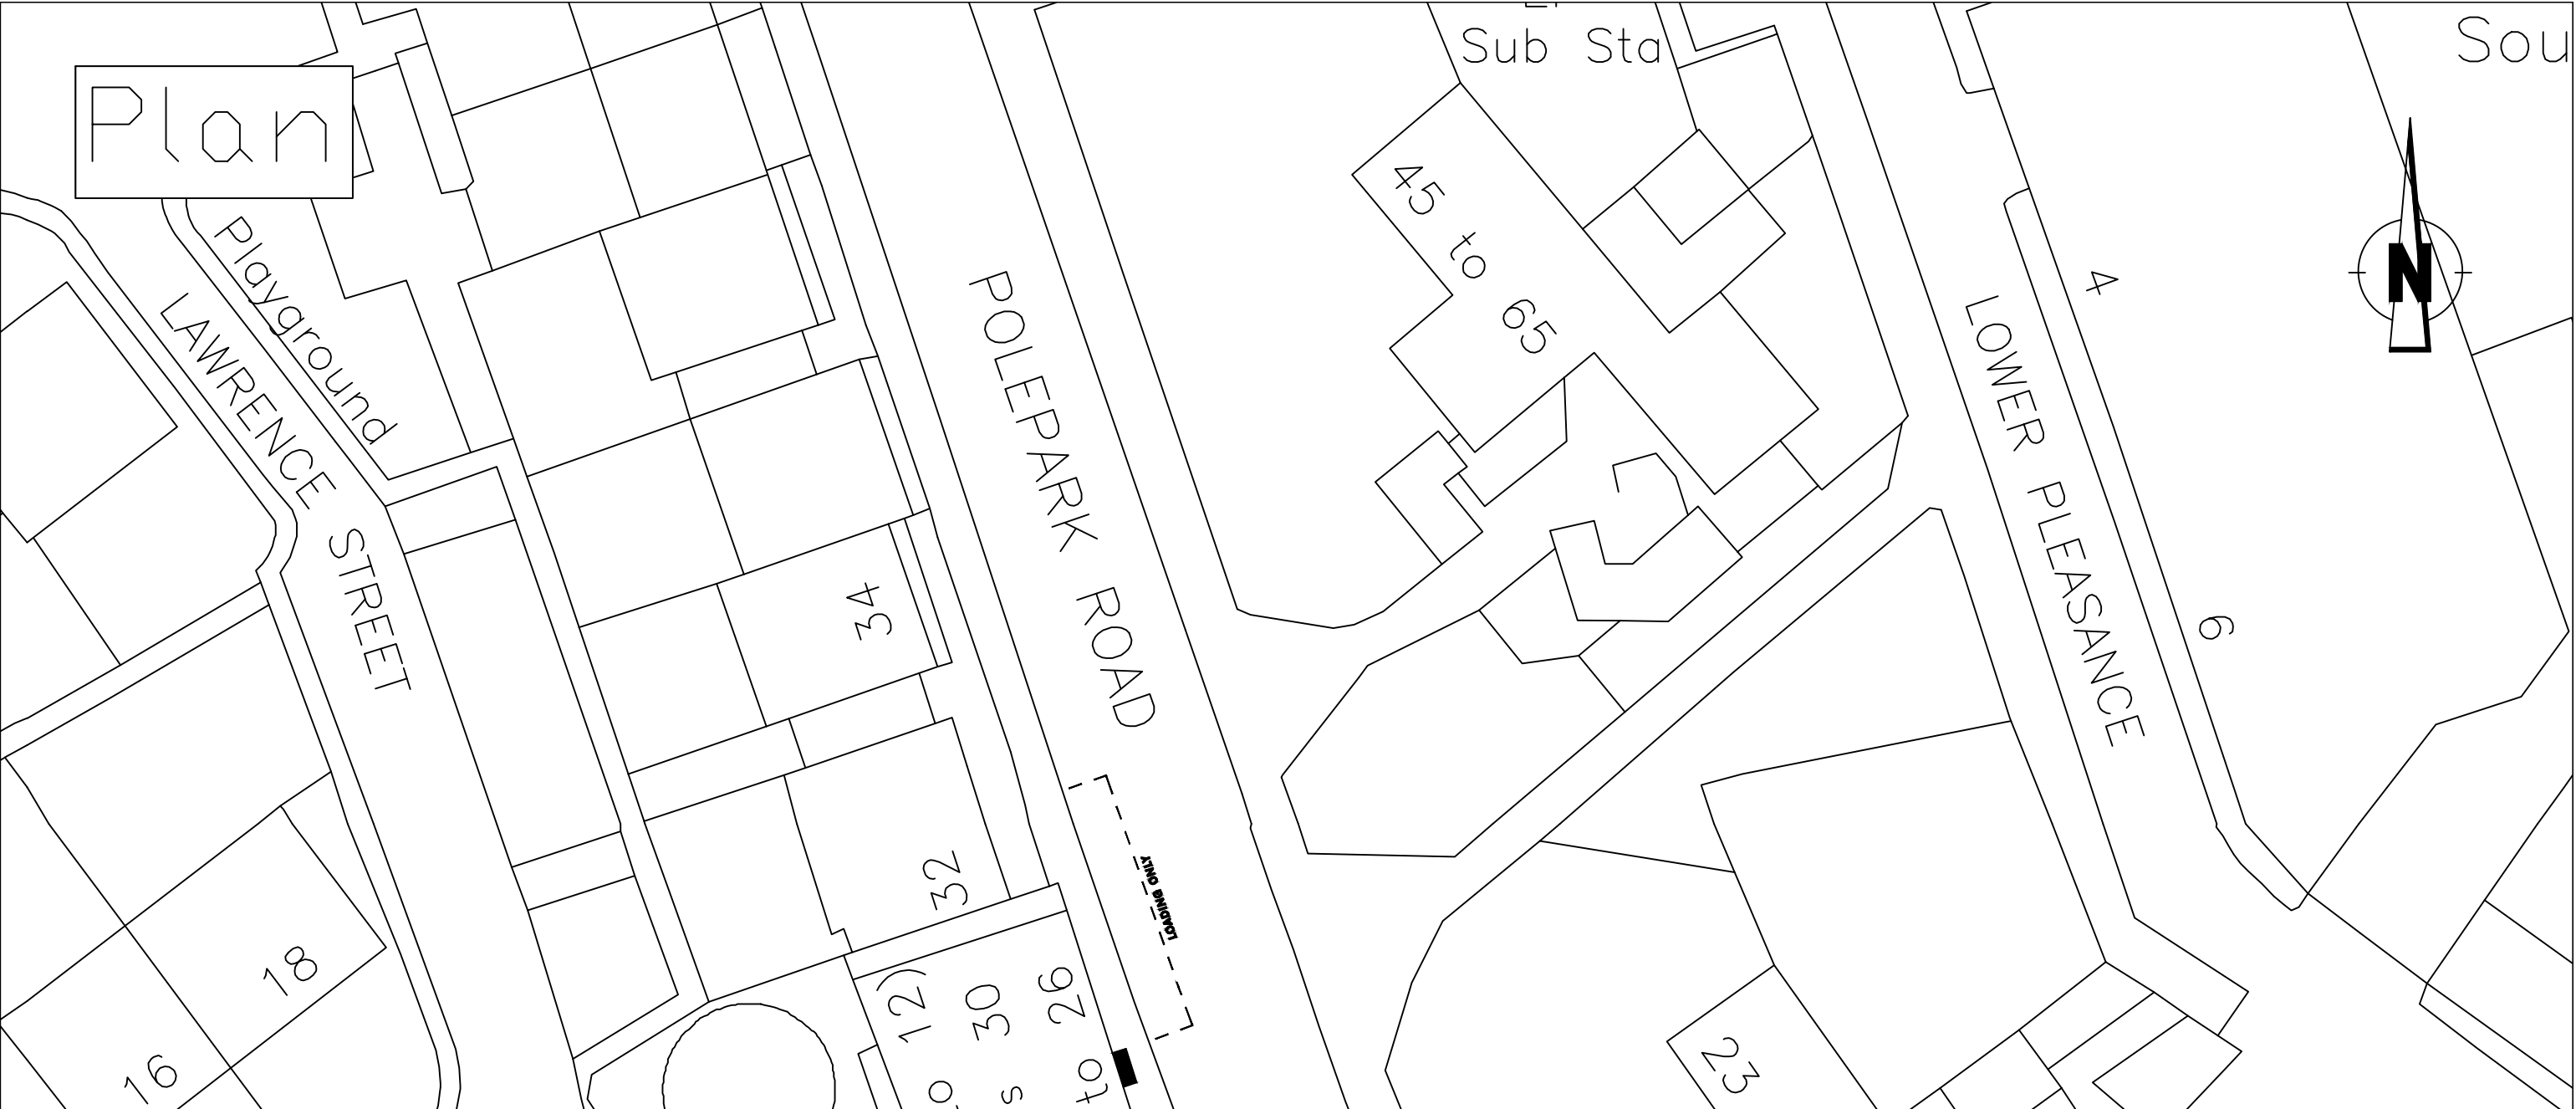 Sub Sta
Sou
Plan
Playground
LAWRENCE STREET
POLEPARK ROAD
45 to 65
LOWER PLEASANCE
N
4
6
34
32
LOADING ONLY
18
16
12)
30
26
to
23